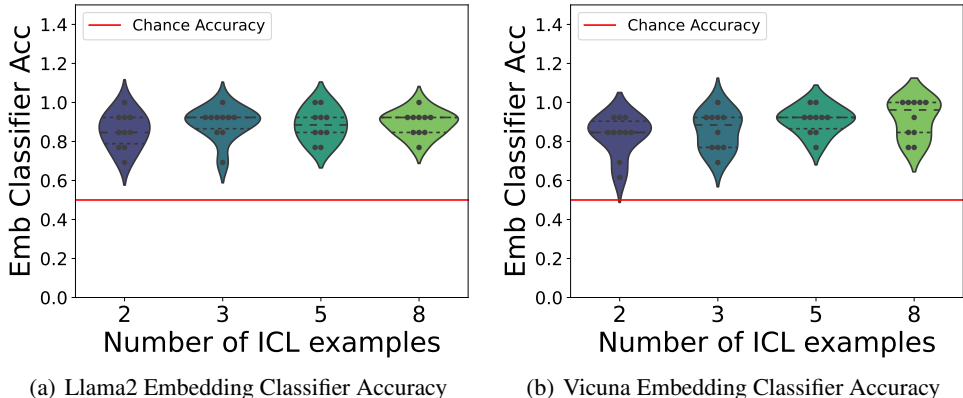 Emb Classifier Acc
1.4
1.2
1.0
0.8
0.6
0.4
0.2
0.0
Chance Accuracy
2 3 5 8
Number of ICL examples
(a) Llama2 Embedding Classifier Accuracy
Emb Classifier Acc
1.4
1.2
1.0
0.8
0.6
0.4
0.2
0.0
Chance Accuracy
2 3 5 8
Number of ICL examples
(b) Vicuna Embedding Classifier Accuracy